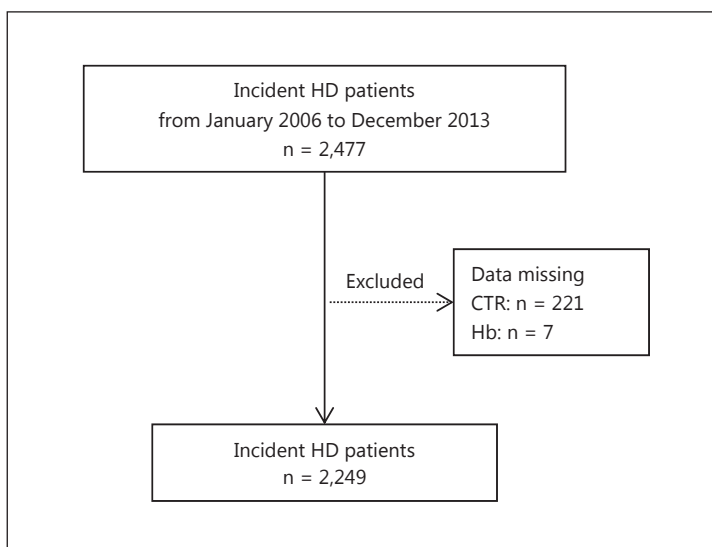 Incident HD patients
from January 2006 to December 2013
n = 2,477
Excluded
Data missing
CTR: n = 221
Hb: n = 7
Incident HD patients
n = 2,249